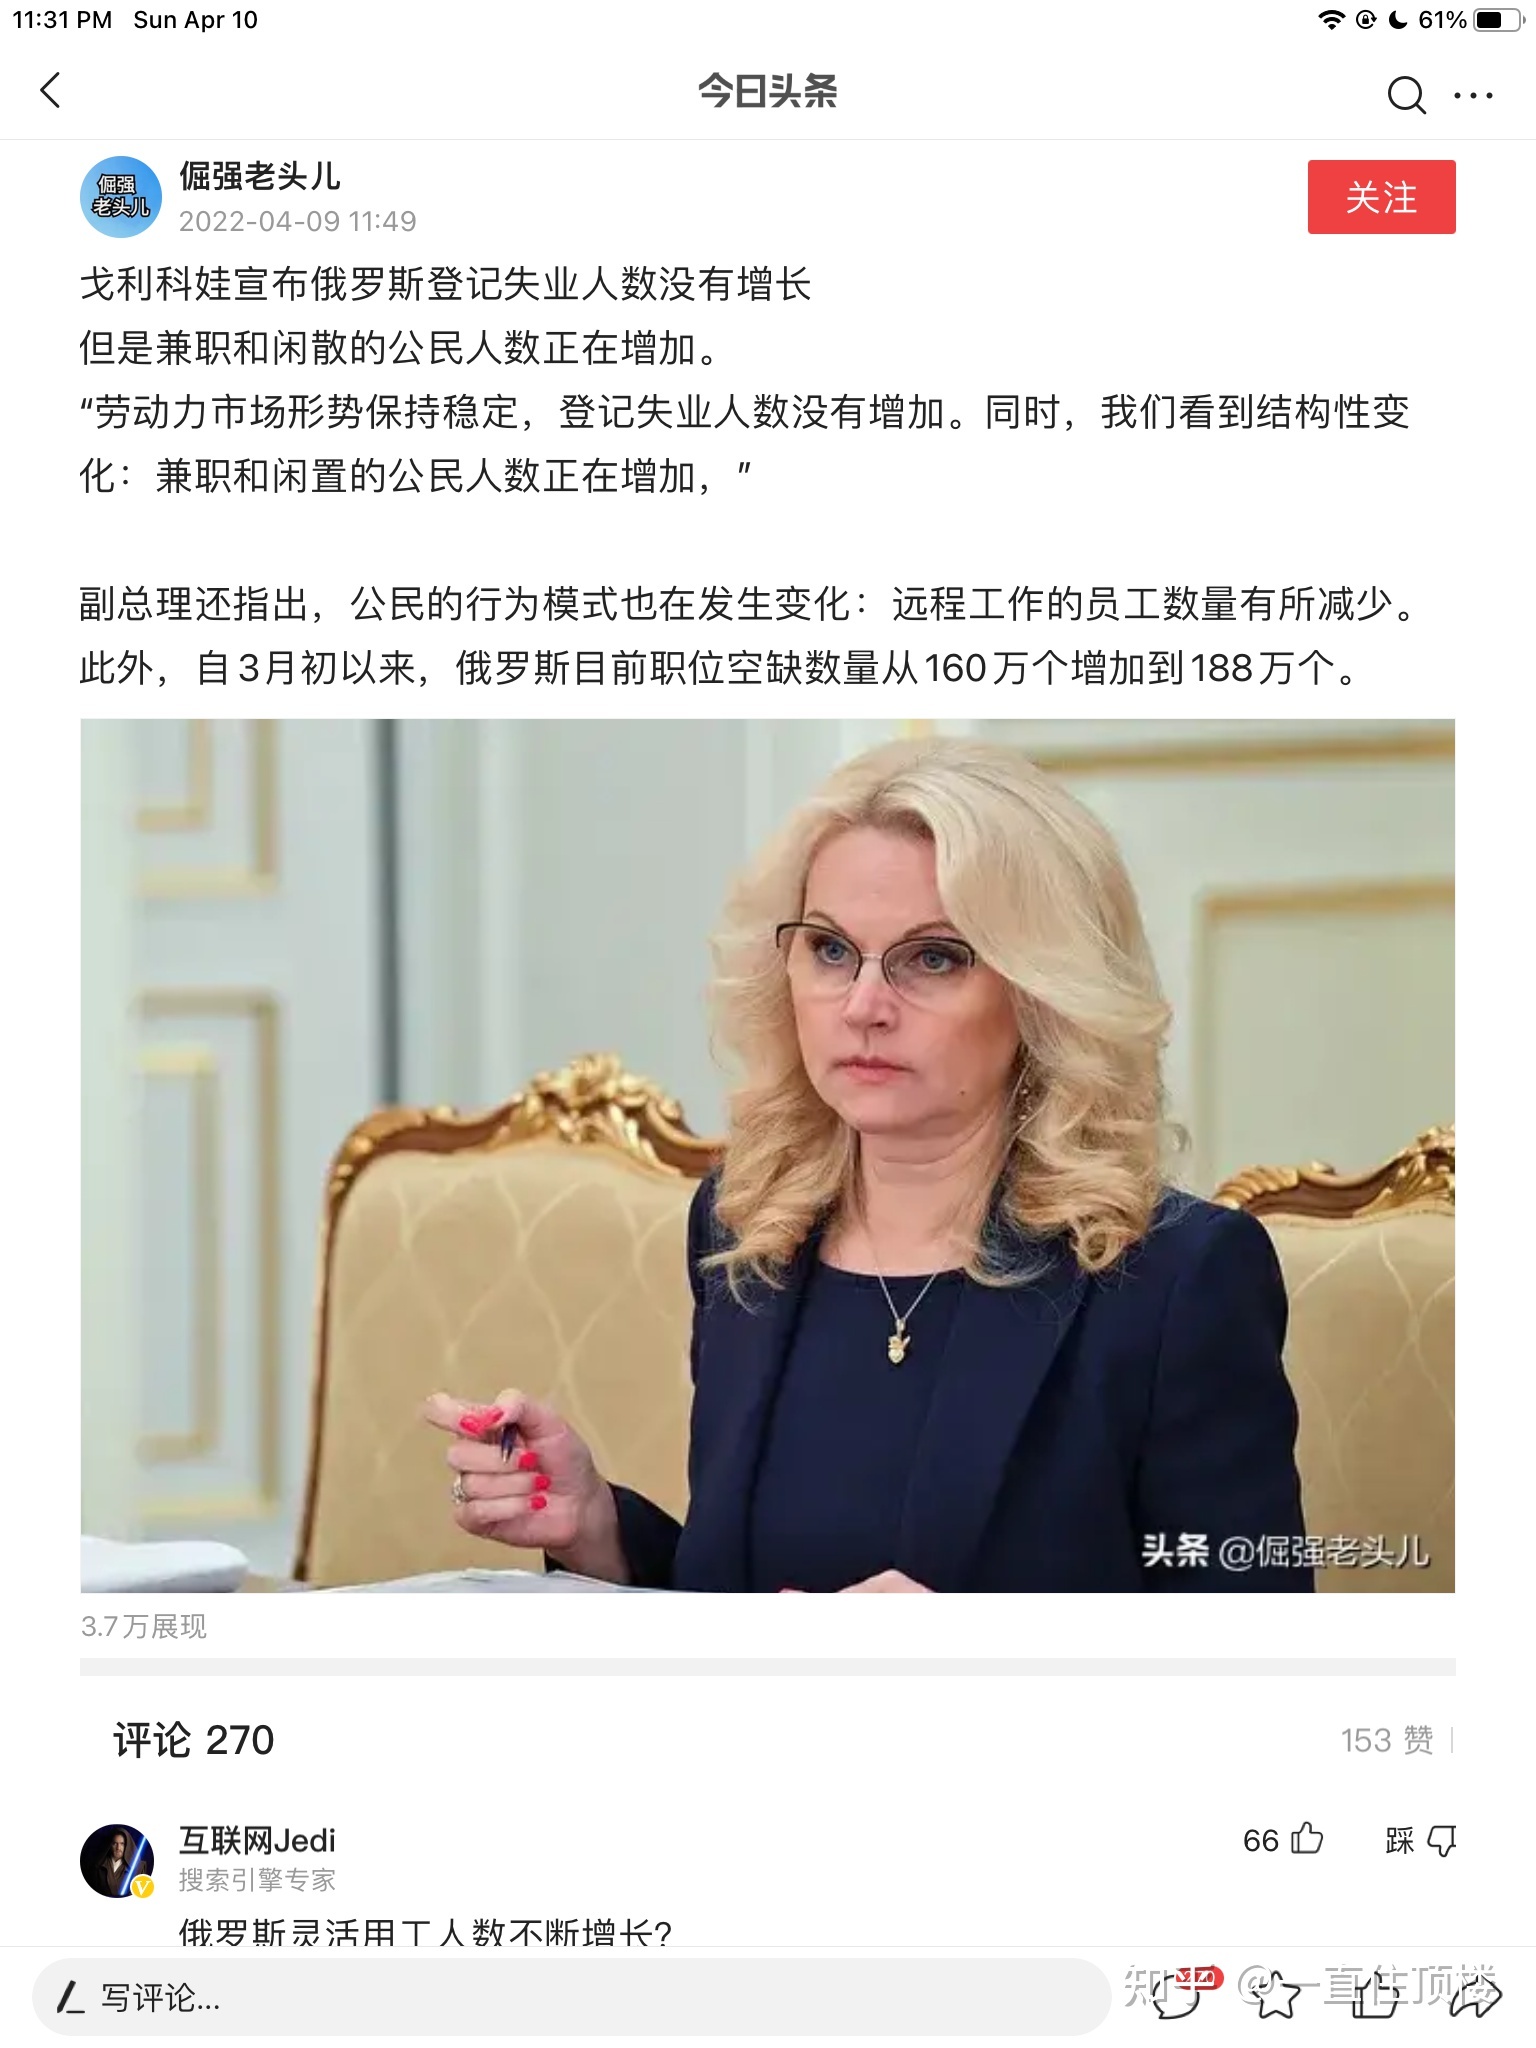 11:31 PM Sun Apr 10 61%
今日头条
倔强老头儿
倔强
老头儿
2022-04-09 11:49
关注
戈利科娃宣布俄罗斯登记失业人数没有增长
但是兼职和闲散的公民人数正在增加。
“劳动力市场形势保持稳定，登记失业人数没有增加。同时，我们看到结构性变
化：兼职和闲置的公民人数正在增加，”
副总理还指出，公民的行为模式也在发生变化：远程工作的员工数量有所减少。
此外，自3月初以来，俄罗斯目前职位空缺数量从160万个增加到188万个。
头条 @倔强老头儿
3.7万展现
评论 270
153 赞
互联网Jedi
66
踩
搜索引擎专家
俄罗斯灵活用工人数不断增长?
写评论...
知乎 @一直住顶楼